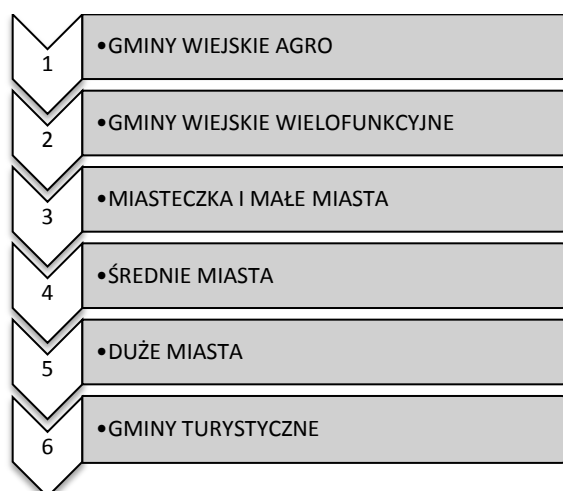 1 •GMINY WIEJSKIE AGRO
2 •GMINY WIEJSKIE WIELOFUNKCYJNE
3 •MIASTECZKA I MAŁE MIASTA
4 •ŚREDNIE MIASTA
5 •DUŻE MIASTA
6 •GMINY TURYSTYCZNE